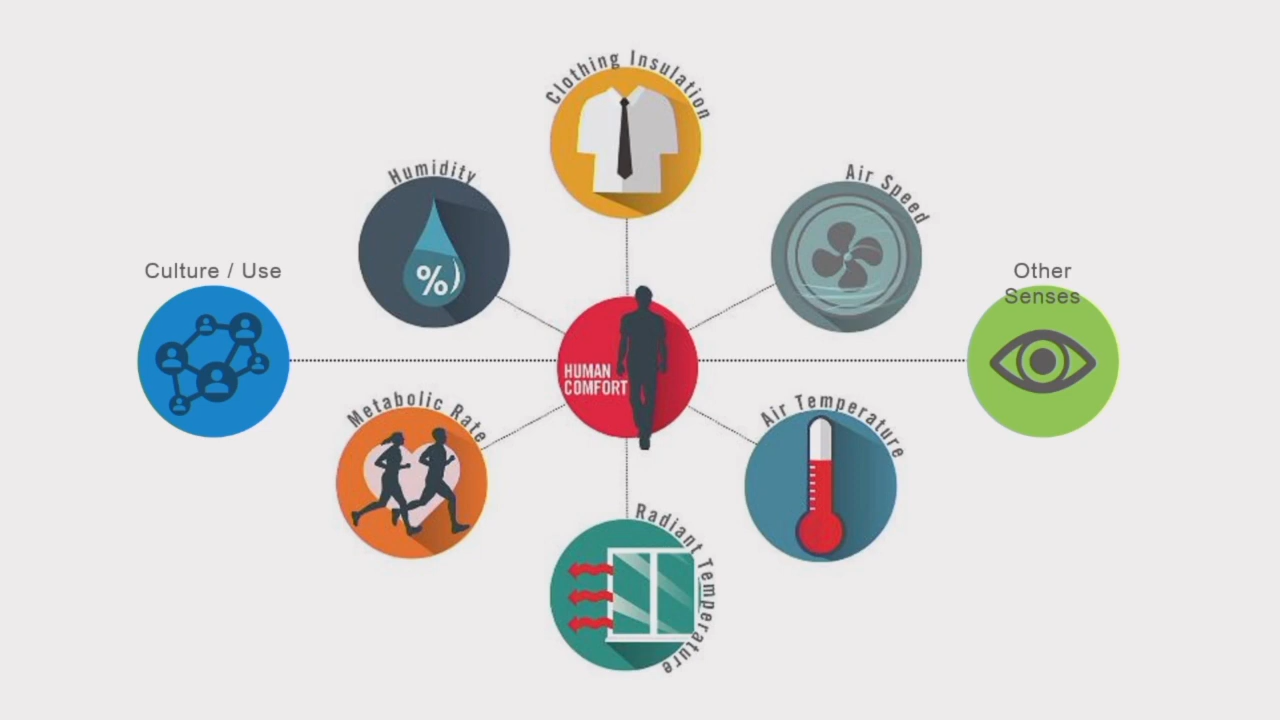 Clothing Insulation
Humidity
Air Speed
Culture / Use
Other
Senses
%
HUMAN
COMFORT
Metabolic Rate
Air Temperature
Radiant Temperature